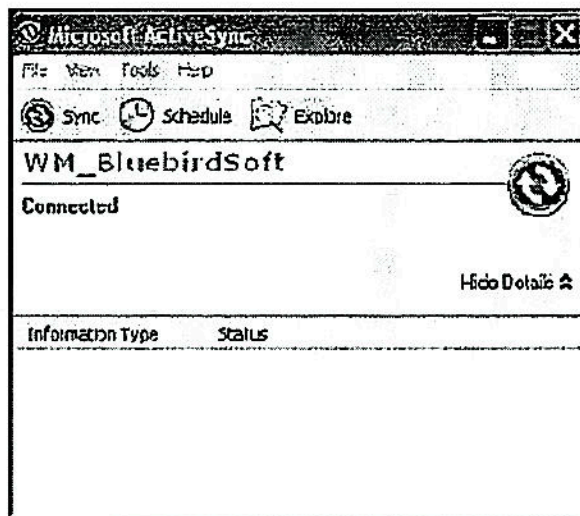 Microsoft ActiveSync
File View Tools Help
Sync Schedule Explore
WM_BluebirdSoft
Connected
Hide Details
Information Type Status